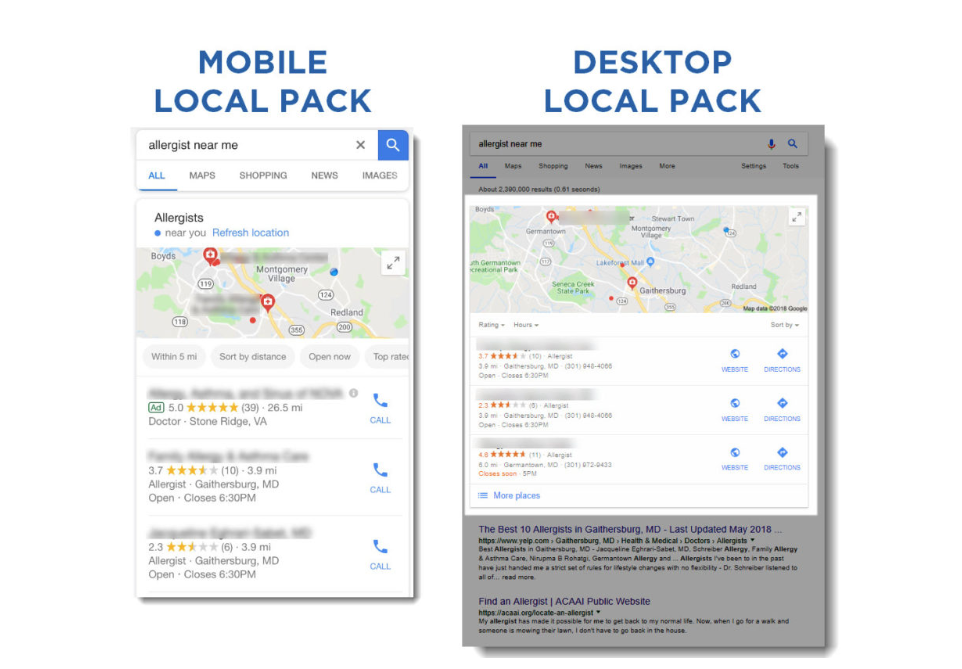 MOBILE
LOCAL PACK
allergist near me
ALL MAPS SHOPPING NEWS IMAGES
Allergists
near you Refresh location
Boyds
Montgomery
Village
119
124
Redland
118
355
200
Within 5 mi Sort by distance Open now Top rated
Ad 5.0 (39) · 26.5 mi
Doctor · Stone Ridge, VA
CALL
3.7 (10) · 3.9 mi
Allergist · Gaithersburg, MD
Open · Closes 6:30PM
CALL
2.3 (6) · 3.9 mi
Allergist · Gaithersburg, MD
Open · Closes 6:30PM
CALL
DESKTOP
LOCAL PACK
allergist near me
All Maps Shopping News Images More Settings Tools
About 2,390,000 results (0.61 seconds)
Boyds
Stewart Town
Germantown
Montgomery
Village
124
119
117
Lakeforest Mall
uth Germantown
ecreational Park
Seneca Creek
State Park
Gaithersburg
Redland
124
Map data ©2018 Google
Rating Hours Sort by
3.7 (10) · Allergist
3.9 mi · Gaithersburg, MD · (301) 948-4066
Open · Closes 6:30PM
WEBSITE DIRECTIONS
2.3 (6) · Allergist
3.9 mi · Gaithersburg, MD · (301) 948-4066
Open · Closes 6:30PM
WEBSITE DIRECTIONS
(11) · Allergist
6.0 mi · Germantown, MD · (301) 972-9433
Closes soon · 5PM
WEBSITE DIRECTIONS
More places
The Best 10 Allergists in Gaithersburg, MD - Last Updated May 2018 ...
https://www.yelp.com › Gaithersburg, MD › Health & Medical › Doctors › Allergists
Best Allergists in Gaithersburg, MD - Jacqueline Eghrari-Sabet, MD, Schreiber Allergy, Family Allergy
& Asthma Care, Nirupma B Rohatgi, Germantown Allergy and ... Allergists I've been to in the past
have just handed me a strict set of rules for lifestyle changes with no flexibility - Dr. Schreiber listened to
all of... read more.
Find an Allergist | ACAAI Public Website
https://acaai.org/locate-an-allergist
My allergist has made it possible for me to get back to my normal life. Now, when I go for a walk and
someone is mowing their lawn, I don't have to go back in the house.